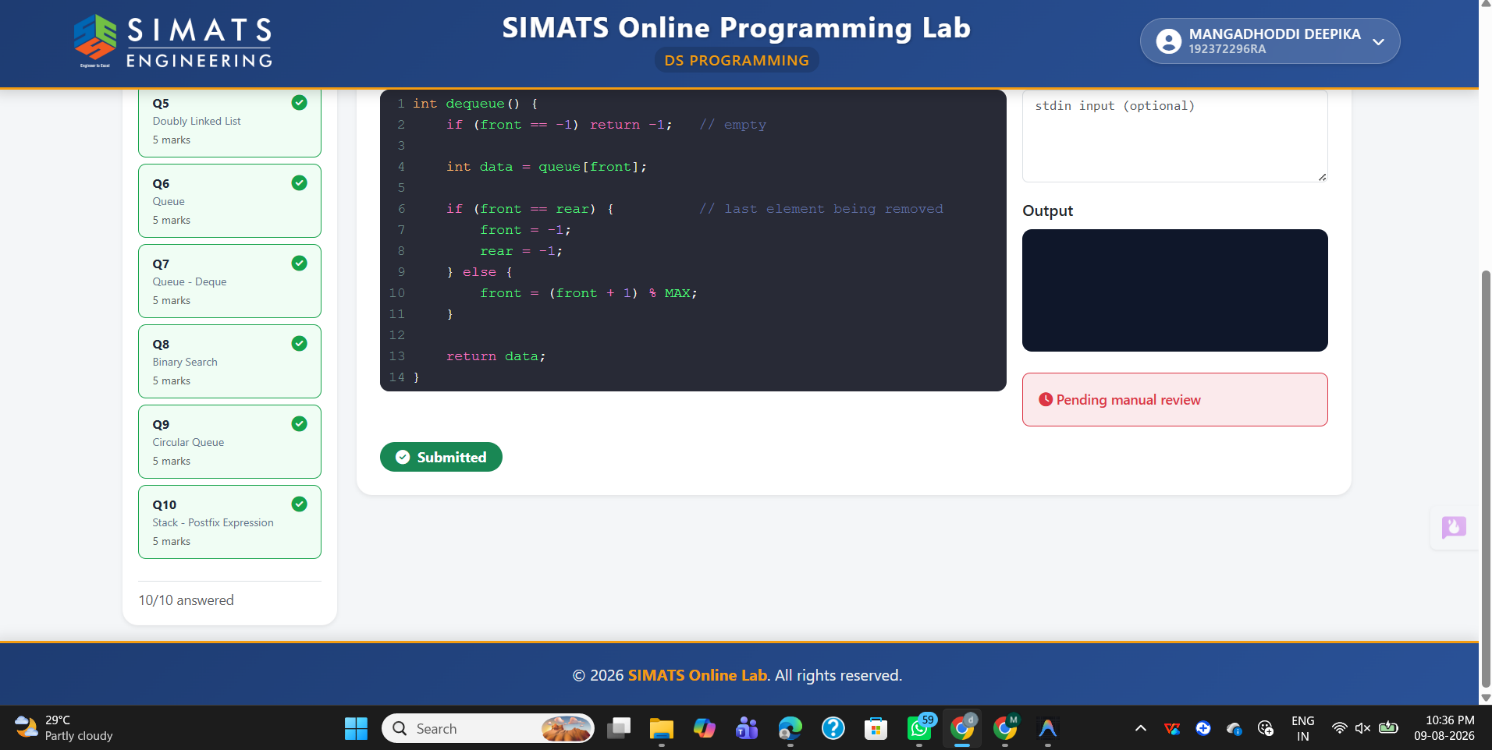 SIMATS
ENGINEERING
Engineer to Excel
SIMATS Online Programming Lab
DS PROGRAMMING
MANGADHODDI DEEPIKA
192372296RA
Q5
Doubly Linked List
5 marks
Q6
Queue
5 marks
Q7
Queue - Deque
5 marks
Q8
Binary Search
5 marks
Q9
Circular Queue
5 marks
Q10
Stack - Postfix Expression
5 marks
10/10 answered
1 int dequeue() {
2     if (front == -1) return -1;   // empty
3
4     int data = queue[front];
5
6     if (front == rear) {          // last element being removed
7         front = -1;
8         rear = -1;
9     } else {
10         front = (front + 1) % MAX;
11     }
12
13     return data;
14 }
Submitted
stdin input (optional)
Output
Pending manual review
© 2026 SIMATS Online Lab. All rights reserved.
29°C
Partly cloudy
Search
59
d
M
ENG
IN
10:36 PM
09-08-2026